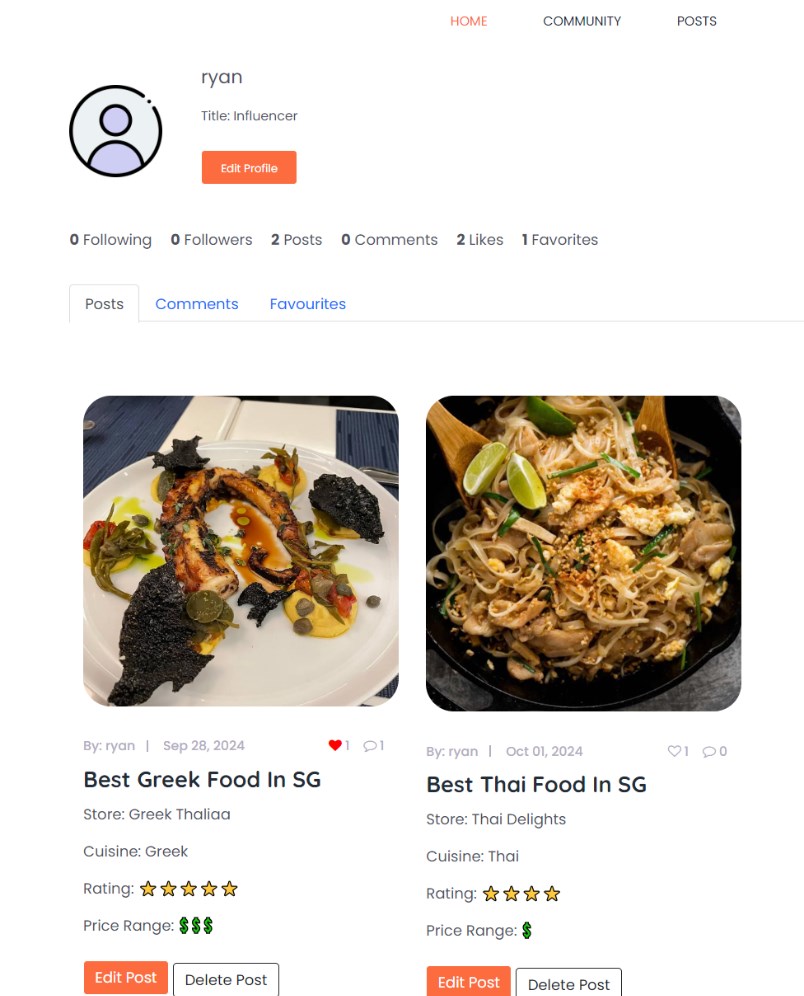 HOME COMMUNITY POSTS
ryan
Title: Influencer
Edit Profile
0 Following 0 Followers 2 Posts 0 Comments 2 Likes 1 Favorites
Posts Comments Favourites
By: ryan | Sep 28, 2024 1 1
Best Greek Food In SG
Store: Greek Thaliaa
Cuisine: Greek
Rating:
Price Range: $$$
Edit Post Delete Post
By: ryan | Oct 01, 2024 1 0
Best Thai Food In SG
Store: Thai Delights
Cuisine: Thai
Rating:
Price Range: $
Edit Post Delete Post